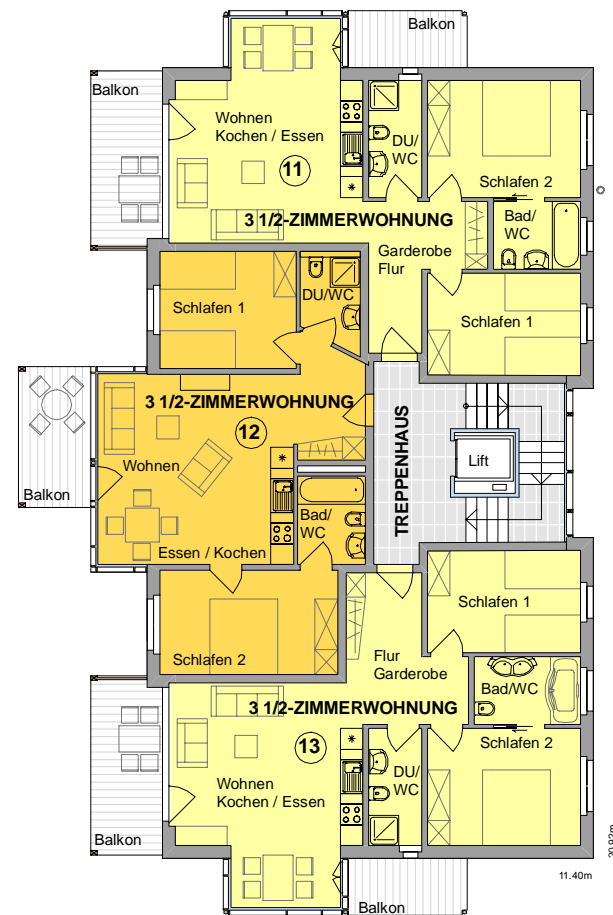 Balkon
Balkon
Wohnen
Kochen / Essen
11
DU/
WC
Schlafen 2
3 1/2-ZIMMERWOHNUNG
Bad/
WC
Garderobe
Flur
DU/WC
Schlafen 1
Schlafen 1
3 1/2-ZIMMERWOHNUNG
12
TREPPENHAUS
Lift
Wohnen
Balkon
Bad/
WC
Essen / Kochen
Schlafen 1
Schlafen 2
Flur
Garderobe
Bad/WC
3 1/2-ZIMMERWOHNUNG
13
Schlafen 2
Wohnen
Kochen / Essen
DU/
WC
Balkon
Balkon
11.40m
20.92m